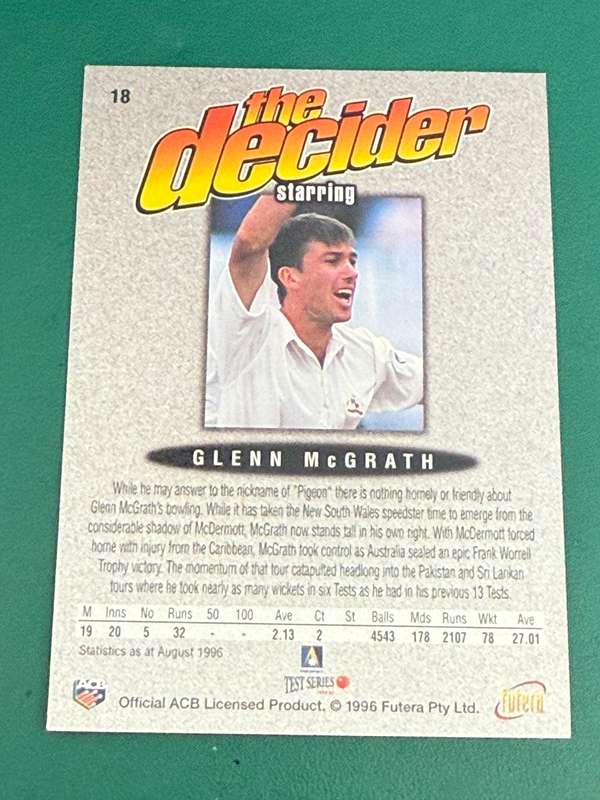 18
the
decider
starring
GLENN McGRATH
While he may answer to the nickname of "Pigeon" there is nothing homely or friendly about
Glenn McGrath's bowling. While it has taken the New South Wales speedster time to emerge from the
considerable shadow of McDermott, McGrath now stands tall in his own right. With McDermott forced
home with injury from the Caribbean, McGrath took control as Australia sealed an epic Frank Worrell
Trophy victory. The momentum of that tour catapulted headlong into the Pakistan and Sri Lankan
tours where he took nearly as many wickets in six Tests as he had in his previous 13 Tests.
M Inns No Runs 50 100 Ave Ct St Balls Mds Runs Wkt Ave
19 20 5 32 - - 2.13 2 4543 178 2107 78 27.01
Statistics as at August 1996
TEST SERIES
ACB
Official ACB Licensed Product. © 1996 Futera Pty Ltd.
futera